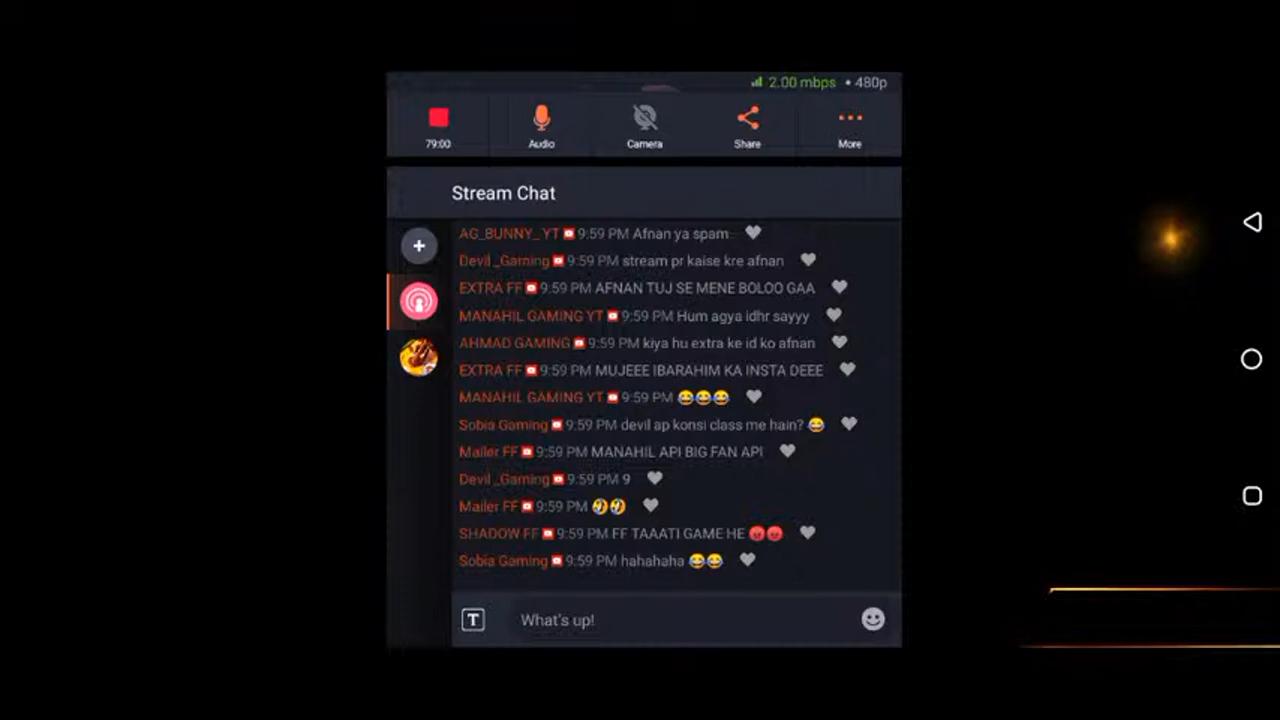 2.00 mbps • 480p
79:00 Audio Camera Share More
Stream Chat
AG_BUNNY_YT 9:59 PM Afnan ya spam
Devil_Gaming 9:59 PM stream pr kaise kre afnan
EXTRA FF 9:59 PM AFNAN TUJ SE MENE BOLOO GAA
MANAHIL GAMING YT 9:59 PM Hum agya idhr sayyy
AHMAD GAMING 9:59 PM kiya hu extra ke id ko afnan
EXTRA FF 9:59 PM MUJEEE IBARAHIM KA INSTA DEEE
MANAHIL GAMING YT 9:59 PM 😂😂😂
Sobia Gaming 9:59 PM devil ap konsi class me hain? 😂
Mailer FF 9:59 PM MANAHIL API BIG FAN API
Devil_Gaming 9:59 PM 9
Mailer FF 9:59 PM 🤣🤣
SHADOW FF 9:59 PM FF TAAATI GAME HE 😡😡
Sobia Gaming 9:59 PM hahahaha 😂😂
T What's up!